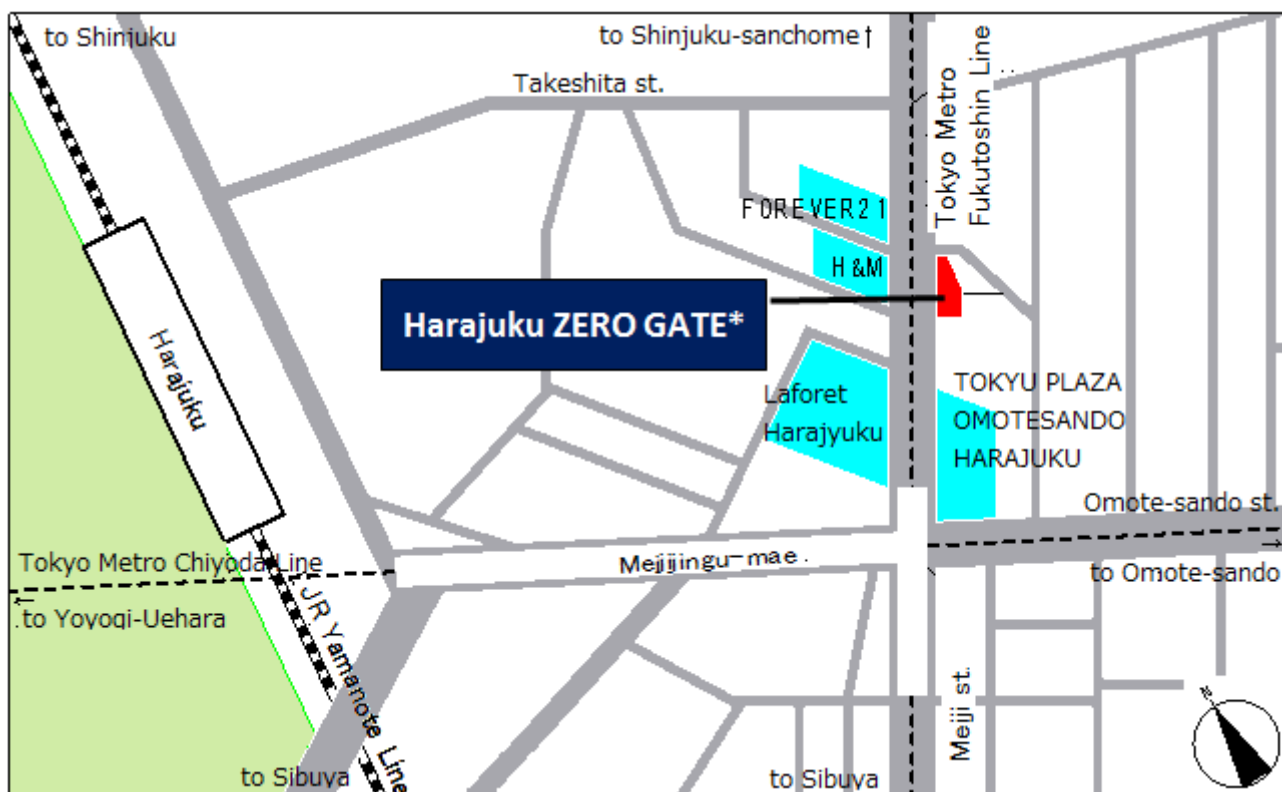 to Shinjuku
to Shinjuku-sanchome↑
Takeshita st.
Tokyo Metro
Fukutoshin Line
FOREVER21
H&M
Harajuku ZERO GATE*
Harajuku
Laforet
Harajyuku
TOKYU PLAZA
OMOTESANDO
HARAJUKU
Omote-sando st.
→
to Omote-sando
Meijijingu-mae.
Tokyo Metro Chiyoda Line
←
to Yoyogi-Uehara
JR Yamanote Line
Meiji st.
to Sibuya
to Sibuya
N